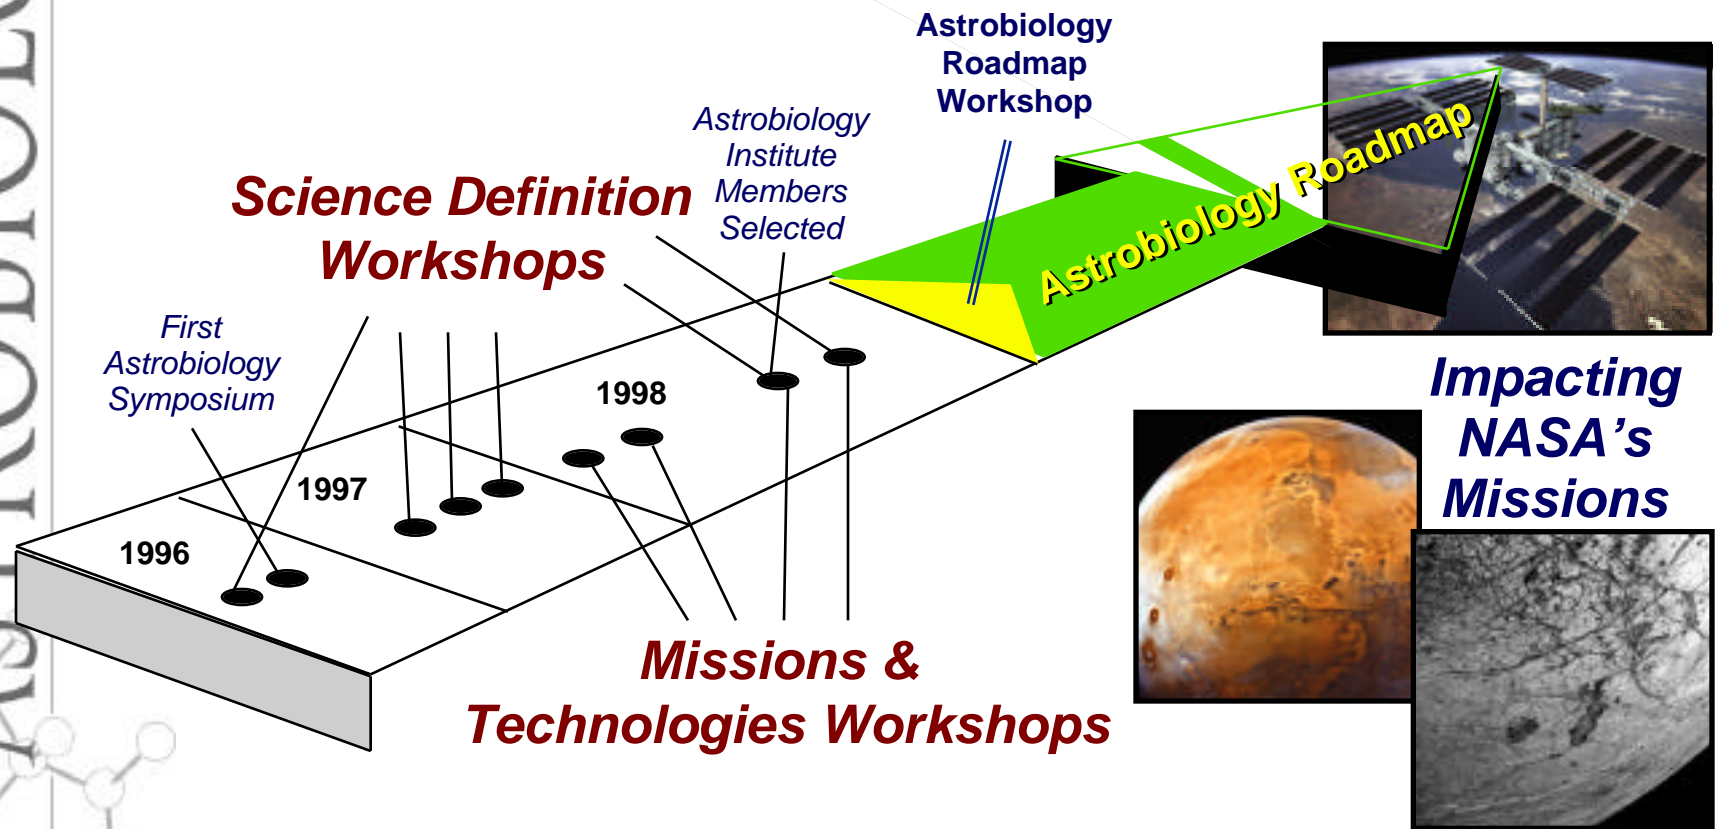 Astrobiology
Roadmap
Workshop
Astrobiology
Institute
Members
Selected
Science Definition
Workshops
First
Astrobiology
Symposium
Astrobiology Roadmap
1998
1997
1996
Impacting
NASA’s
Missions
Missions &
Technologies Workshops